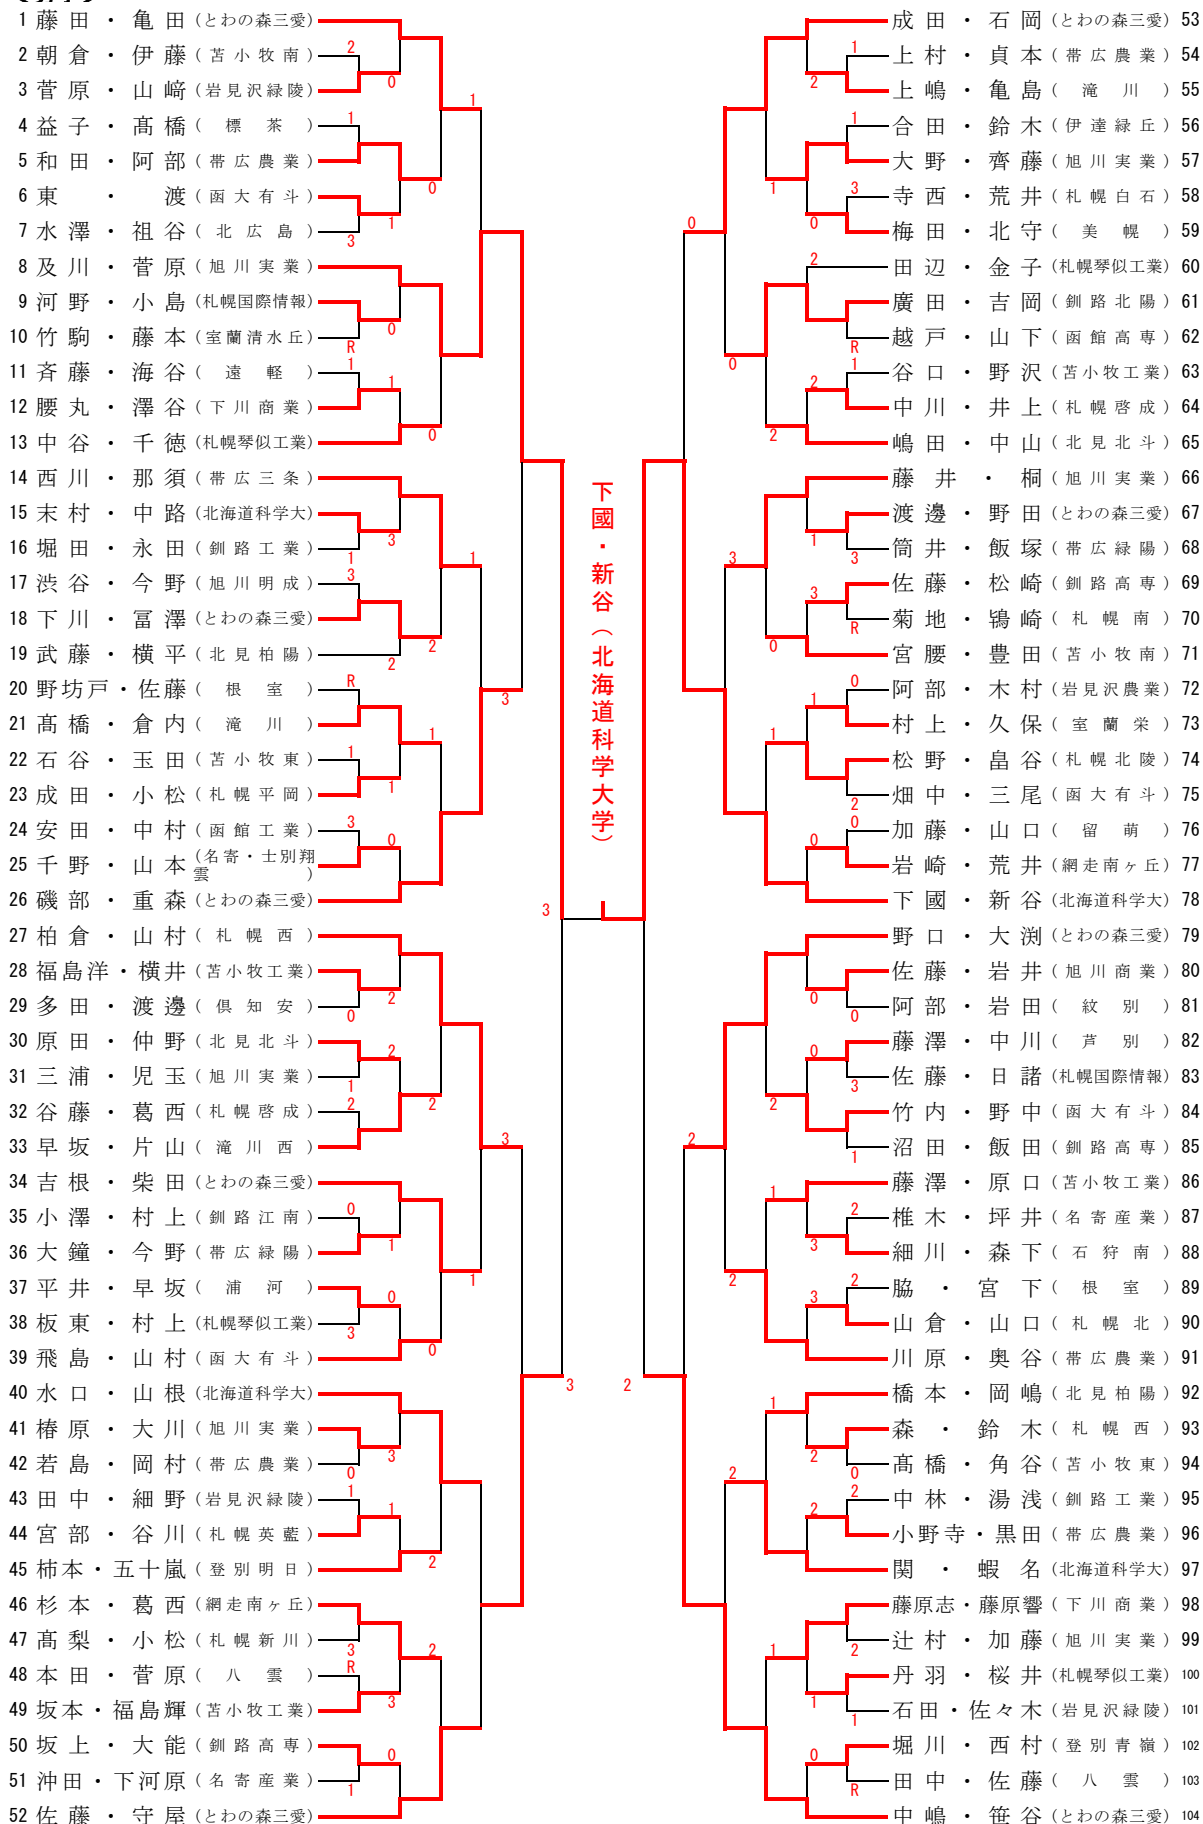 1 藤田・亀田 (とわの森三愛)
2 朝倉・伊藤 (苫小牧南)
3 菅原・山﨑 (岩見沢緑陵)
4 益子・髙橋 (標茶)
5 和田・阿部 (帯広農業)
6 東・渡 (函大有斗)
7 水澤・祖谷 (北広島)
8 及川・菅原 (旭川実業)
9 河野・小島 (札幌国際情報)
10 竹駒・藤本 (室蘭清水丘)
11 斉藤・海谷 (遠軽)
12 腰丸・澤谷 (下川商業)
13 中谷・千徳 (札幌琴似工業)
14 西川・那須 (帯広三条)
15 末村・中路 (北海道科学大)
16 堀田・永田 (釧路工業)
17 渋谷・今野 (旭川明成)
18 下川・冨澤 (とわの森三愛)
19 武藤・横平 (北見柏陽)
20 野坊戸・佐藤 (根室)
21 髙橋・倉内 (滝川)
22 石谷・玉田 (苫小牧東)
23 成田・小松 (札幌平岡)
24 安田・中村 (函館工業)
25 千野・山本 (名寄・士別翔雲)
26 磯部・重森 (とわの森三愛)
27 柏倉・山村 (札幌西)
28 福島洋・横井 (苫小牧工業)
29 多田・渡邊 (倶知安)
30 原田・仲野 (北見北斗)
31 三浦・児玉 (旭川実業)
32 谷藤・葛西 (札幌啓成)
33 早坂・片山 (滝川西)
34 吉根・柴田 (とわの森三愛)
35 小澤・村上 (釧路江南)
36 大鐘・今野 (帯広緑陽)
37 平井・早坂 (浦河)
38 板東・村上 (札幌琴似工業)
39 飛島・山村 (函大有斗)
40 水口・山根 (北海道科学大)
41 椿原・大川 (旭川実業)
42 若島・岡村 (帯広農業)
43 田中・細野 (岩見沢緑陵)
44 宮部・谷川 (札幌英藍)
45 柿本・五十嵐 (登別明日)
46 杉本・葛西 (網走南ヶ丘)
47 髙梨・小松 (札幌新川)
48 本田・菅原 (八雲)
49 坂本・福島輝 (苫小牧工業)
50 坂上・大能 (釧路高専)
51 沖田・下河原 (名寄産業)
52 佐藤・守屋 (とわの森三愛)
下國・新谷(北海道科学大学)
成田・石岡 (とわの森三愛) 53
上村・貞本 (帯広農業) 54
上嶋・亀島 (滝川) 55
合田・鈴木 (伊達緑丘) 56
大野・齊藤 (旭川実業) 57
寺西・荒井 (札幌白石) 58
梅田・北守 (美幌) 59
田辺・金子 (札幌琴似工業) 60
廣田・吉岡 (釧路北陽) 61
越戸・山下 (函館高専) 62
谷口・野沢 (苫小牧工業) 63
中川・井上 (札幌啓成) 64
嶋田・中山 (北見北斗) 65
藤井・桐 (旭川実業) 66
渡邊・野田 (とわの森三愛) 67
筒井・飯塚 (帯広緑陽) 68
佐藤・松崎 (釧路高専) 69
菊地・鴇崎 (札幌南) 70
宮腰・豊田 (苫小牧南) 71
阿部・木村 (岩見沢農業) 72
村上・久保 (室蘭栄) 73
松野・畠谷 (札幌北陵) 74
畑中・三尾 (函大有斗) 75
加藤・山口 (留萌) 76
岩崎・荒井 (網走南ヶ丘) 77
下國・新谷 (北海道科学大) 78
野口・大渕 (とわの森三愛) 79
佐藤・岩井 (旭川商業) 80
阿部・岩田 (紋別) 81
藤澤・中川 (芦別) 82
佐藤・日諸 (札幌国際情報) 83
竹内・野中 (函大有斗) 84
沼田・飯田 (釧路高専) 85
藤澤・原口 (苫小牧工業) 86
椎木・坪井 (名寄産業) 87
細川・森下 (石狩南) 88
脇・宮下 (根室) 89
山倉・山口 (札幌北) 90
川原・奥谷 (帯広農業) 91
橋本・岡嶋 (北見柏陽) 92
森・鈴木 (札幌西) 93
髙橋・角谷 (苫小牧東) 94
中林・湯浅 (釧路工業) 95
小野寺・黒田 (帯広農業) 96
関・蝦名 (北海道科学大) 97
藤原志・藤原響 (下川商業) 98
辻村・加藤 (旭川実業) 99
丹羽・桜井 (札幌琴似工業) 100
石田・佐々木 (岩見沢緑陵) 101
堀川・西村 (登別青嶺) 102
田中・佐藤 (八雲) 103
中嶋・笹谷 (とわの森三愛) 104